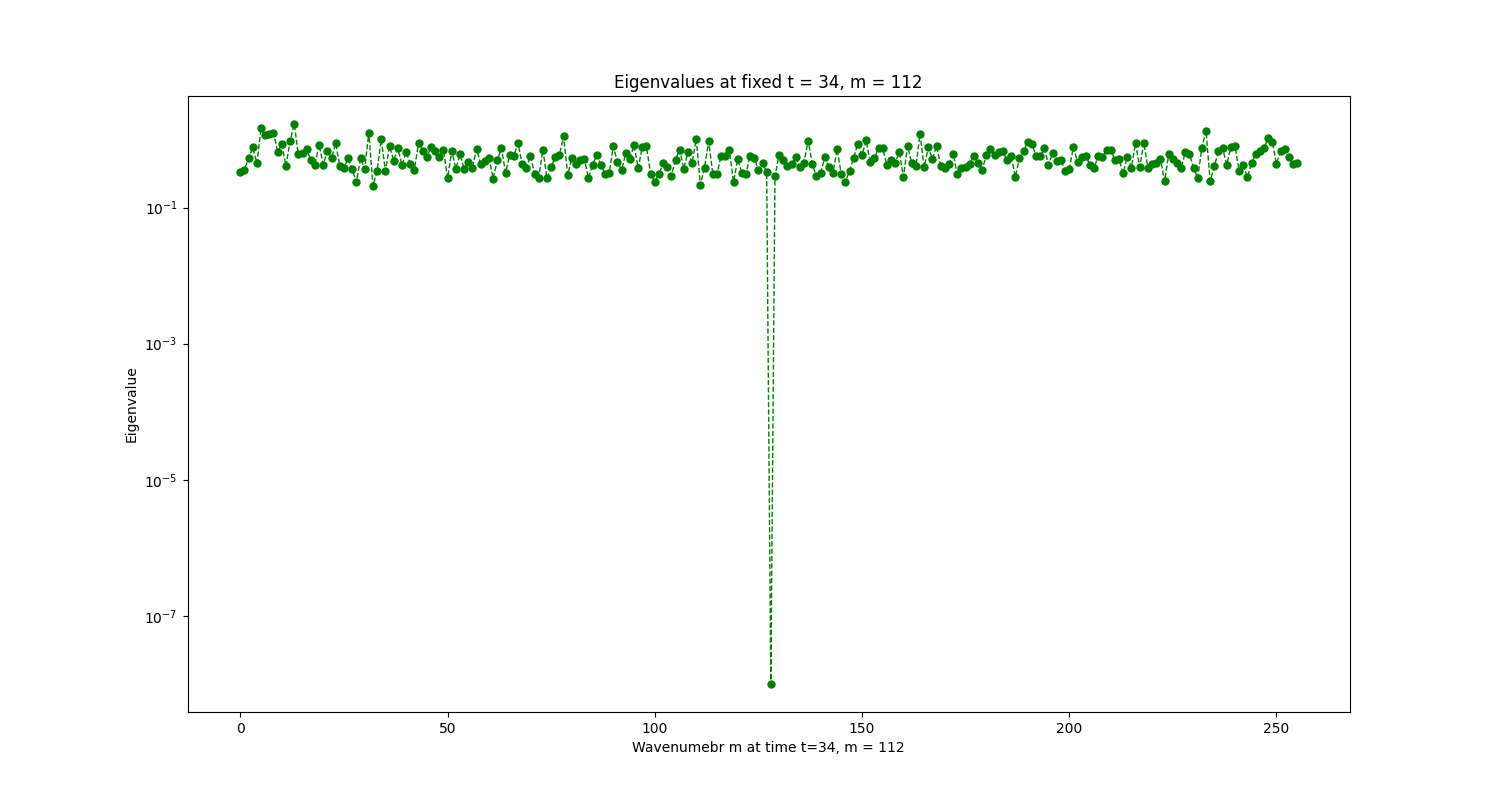 Eigenvalues at fixed t = 34, m = 112
Eigenvalue
10⁻¹
10⁻³
10⁻⁵
10⁻⁷
0 50 100 150 200 250
Wavenumebr m at time t=34, m = 112